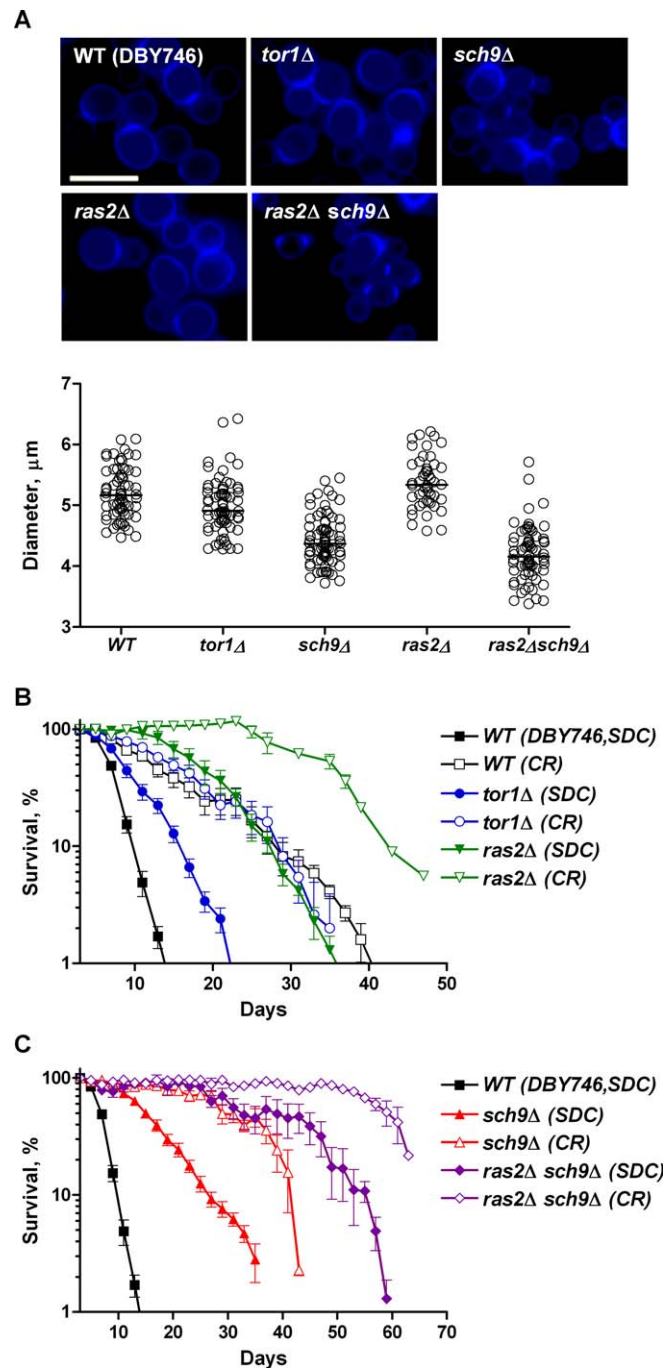 A
WT (DBY746)
tor1Δ
sch9Δ
ras2Δ
ras2Δ sch9Δ
7
6
5
4
3
Diameter, μm
WT
tor1Δ
sch9Δ
ras2Δ
ras2Δsch9Δ
B
100
10
1
Survival, %
10
20
30
40
50
Days
WT (DBY746,SDC)
WT (CR)
tor1Δ (SDC)
tor1Δ (CR)
ras2Δ (SDC)
ras2Δ (CR)
C
100
10
1
Survival, %
10
20
30
40
50
60
70
Days
WT (DBY746,SDC)
sch9Δ (SDC)
sch9Δ (CR)
ras2Δ sch9Δ (SDC)
ras2Δ sch9Δ (CR)